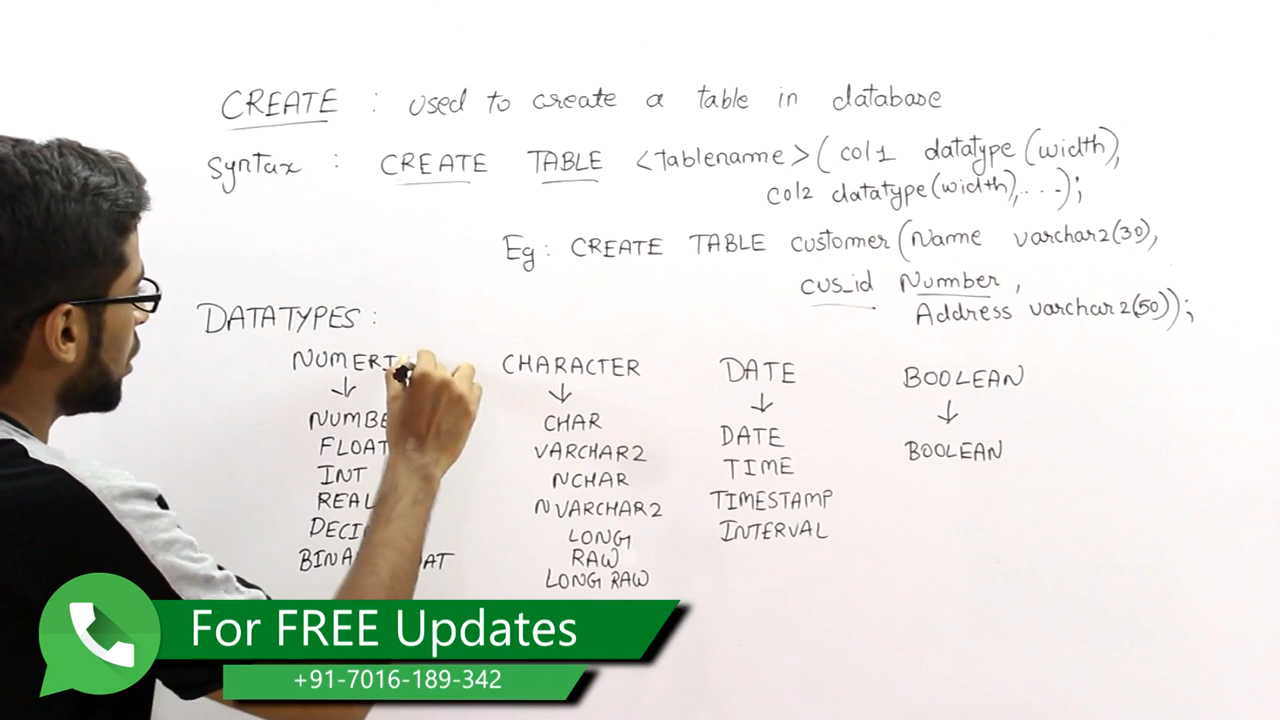 CREATE : used to create a table in database
Syntax : CREATE TABLE <tablename>(col1 datatype(width),
col2 datatype(width),...);
Eg: CREATE TABLE customer(Name varchar2(30),
cus_id Number,
Address varchar2(50));
DATATYPES:
CHARACTER DATE BOOLEAN
CHAR
VARCHAR2
NCHAR
NVARCHAR2
LONG
RAW
LONG RAW
DATE
TIME
TIMESTAMP
INTERVAL
BOOLEAN
FLOAT
INT
REAL
For FREE Updates
+91-7016-189-342